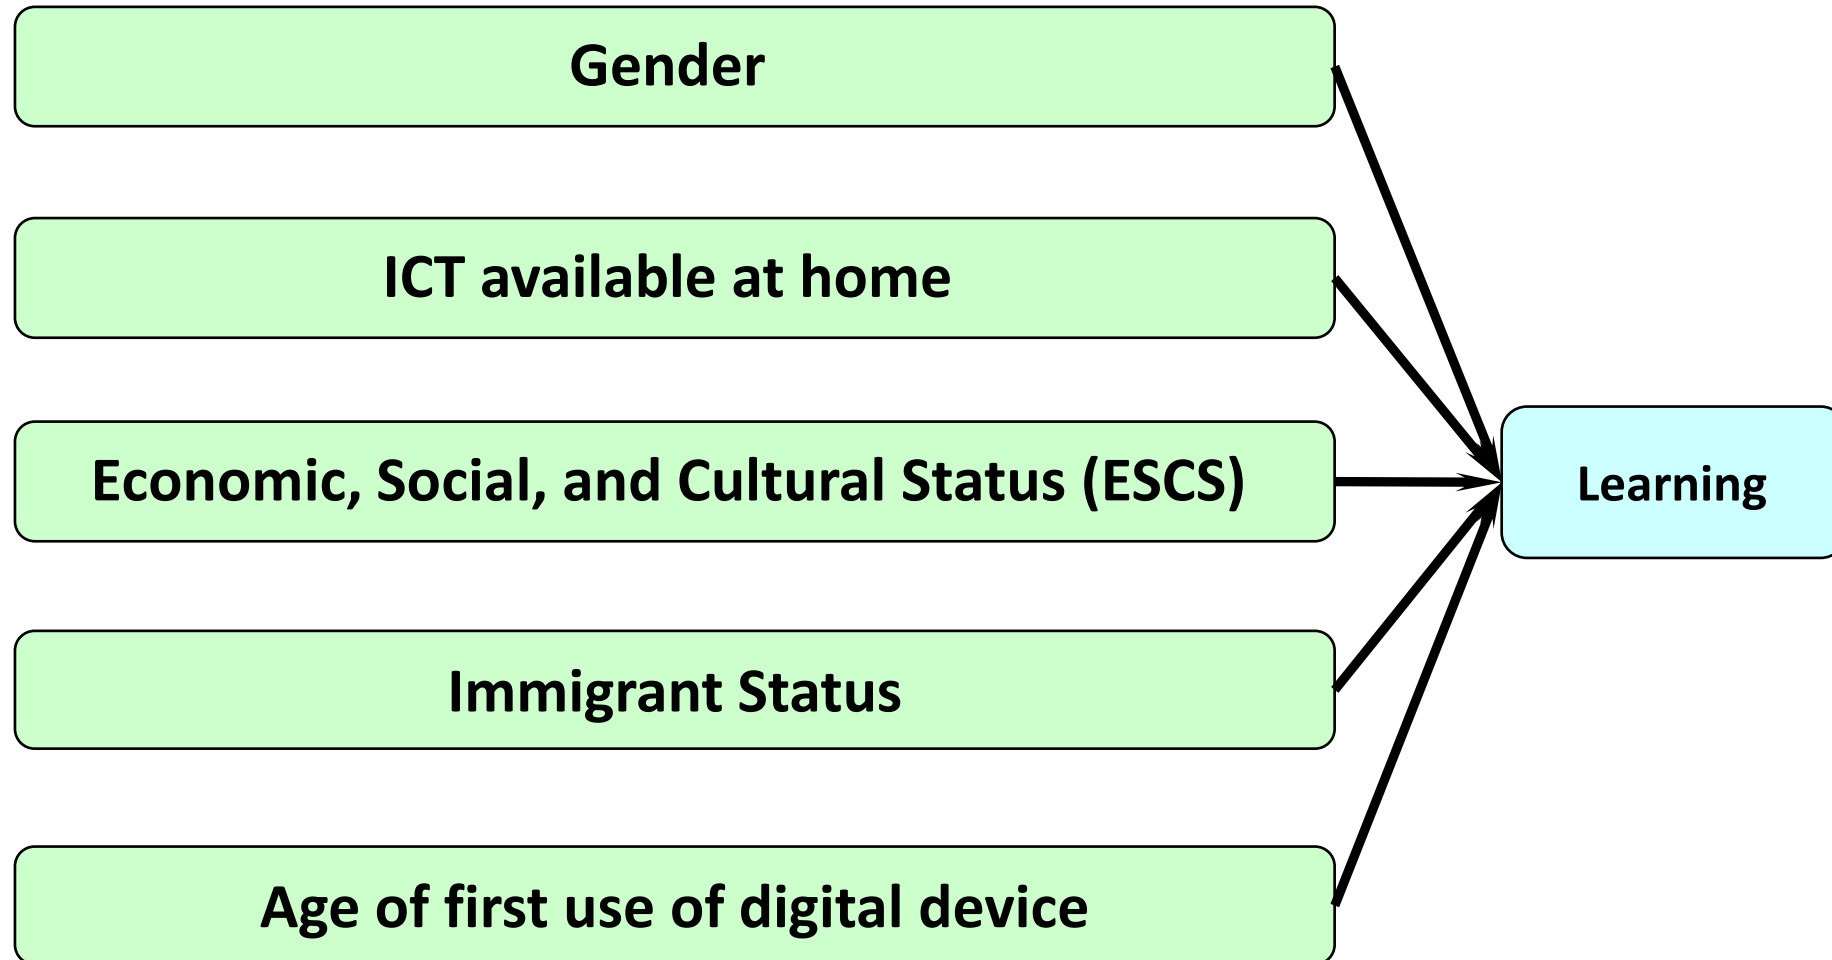 Gender
ICT available at home
Economic, Social, and Cultural Status (ESCS)
Learning
Immigrant Status
Age of first use of digital device